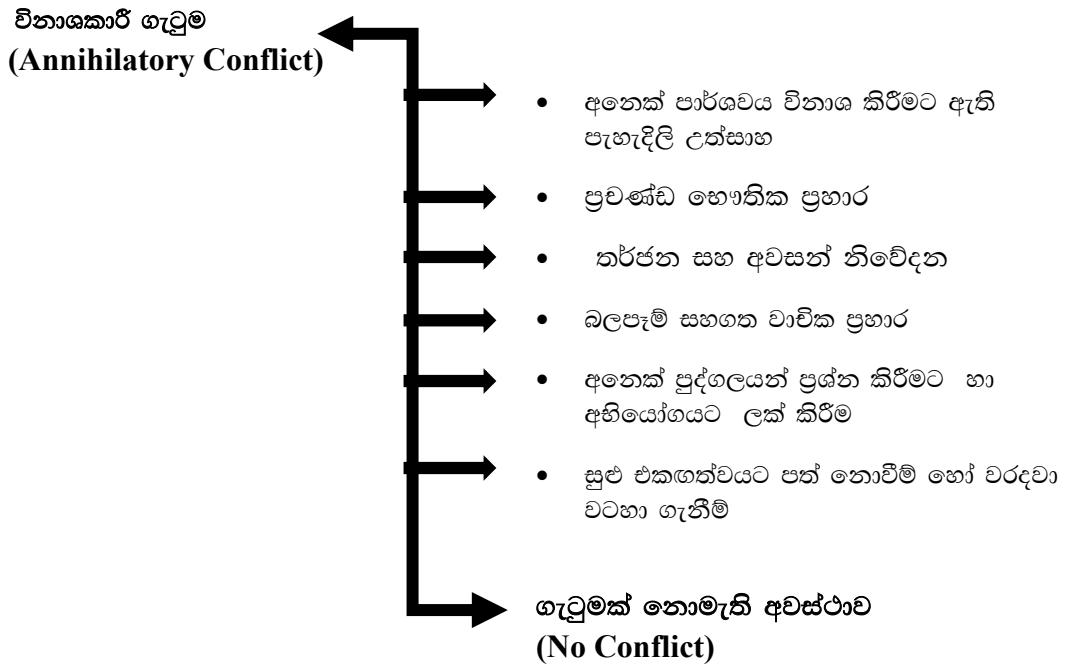 විනාශකාරී ගැටුම
(Annihilatory Conflict)
• අනෙක් පාර්ශවය විනාශ කිරීමට ඇති
පැහැදිලි උත්සාහ
• ප්‍රචණ්ඩ භෞතික ප්‍රහාර
• තර්ජන සහ අවසන් නිවේදන
• බලපෑම් සහගත වාචික ප්‍රහාර
• අනෙක් පුද්ගලයන් ප්‍රශ්න කිරීමට හා
අභියෝගයට ලක් කිරීම
• සුළු එකඟත්වයට පත් නොවීම් හෝ වරදවා
වටහා ගැනීම්
ගැටුමක් නොමැති අවස්ථාව
(No Conflict)